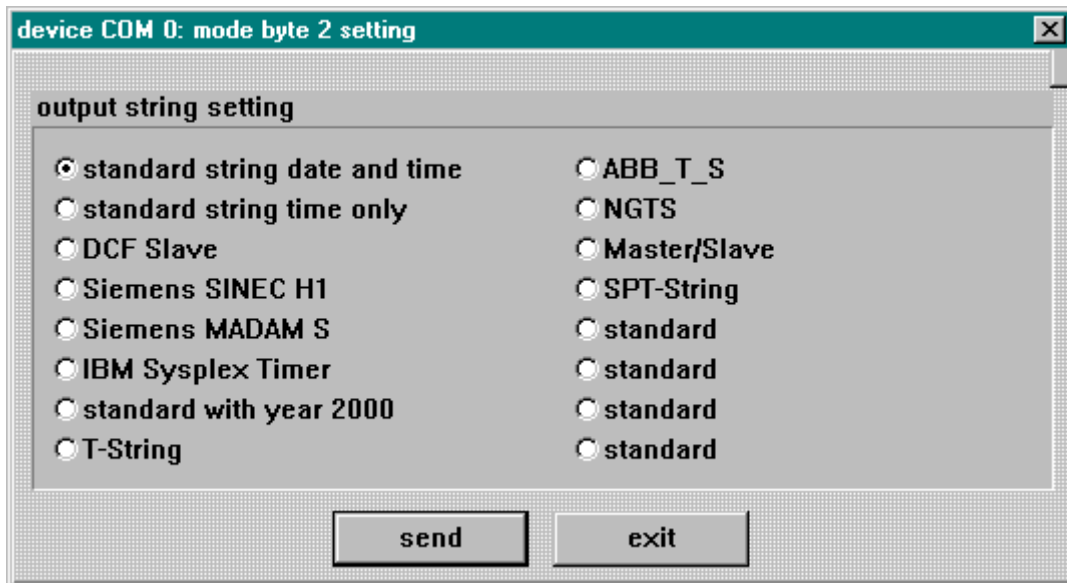 device COM 0: mode byte 2 setting
output string setting
standard string date and time
standard string time only
DCF Slave
Siemens SINEC H1
Siemens MADAM S
IBM Sysplex Timer
standard with year 2000
T-String
ABB_T_S
NGTS
Master/Slave
SPT-String
standard
standard
standard
standard
send
exit